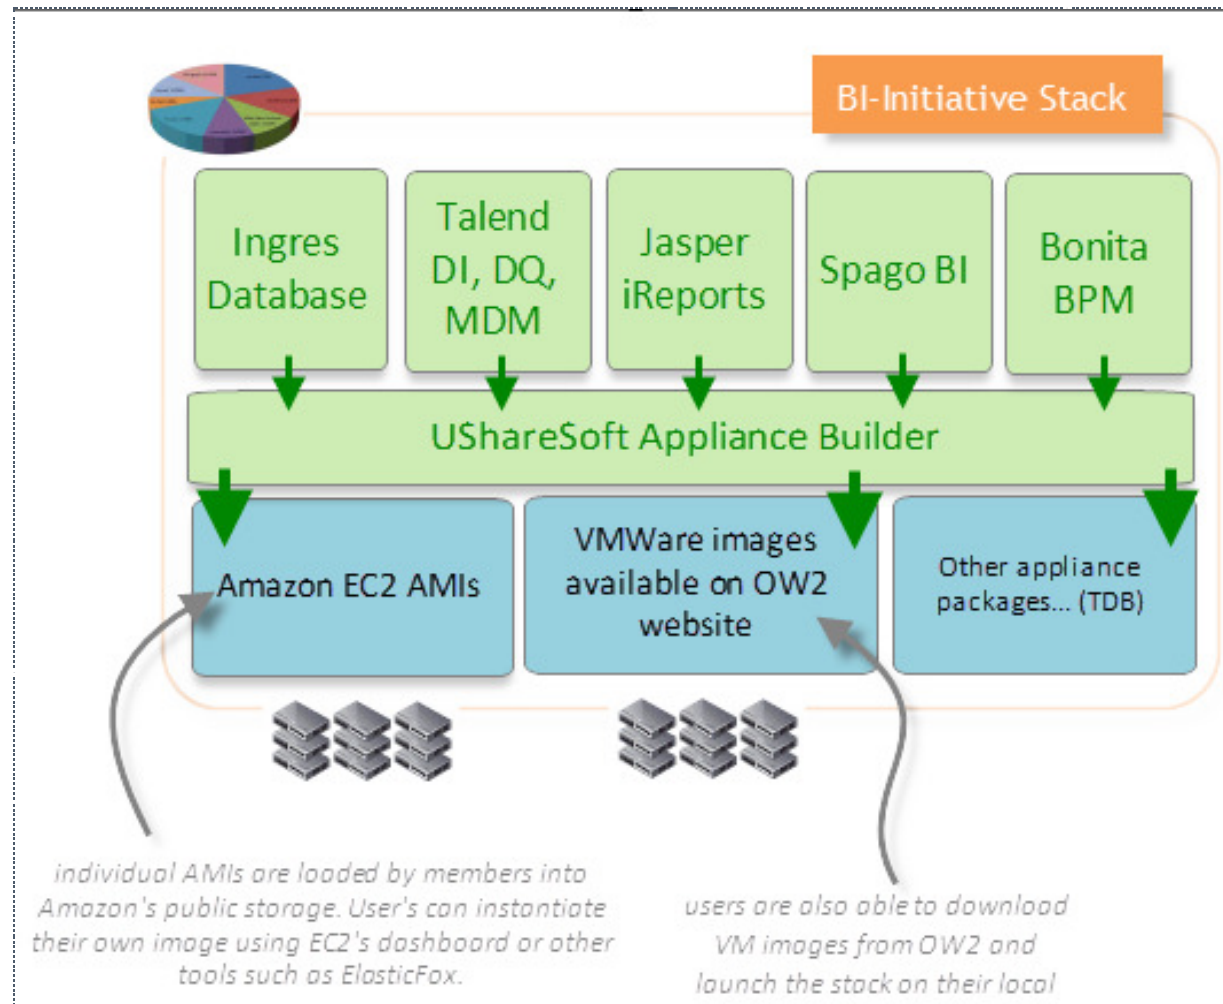 BI-Initiative Stack
Ingres
Database
Talend
DI, DQ,
MDM
Jasper
iReports
Spago BI
Bonita
BPM
UShareSoft Appliance Builder
Amazon EC2 AMIs
VMWare images
available on OW2
website
Other appliance
packages... (TDB)
individual AMIs are loaded by members into
Amazon's public storage. User's can instantiate
their own image using EC2's dashboard or other
tools such as ElasticFox.
users are also able to download
VM images from OW2 and
launch the stack on their local